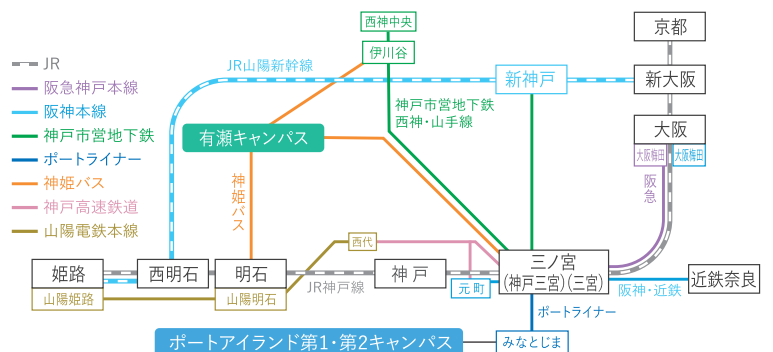 西神中央
京都
伊川谷
JR
JR山陽新幹線
新神戸
新大阪
阪急神戸本線
阪神本線
神戸市営地下鉄
西神・山手線
神戸市営地下鉄
有瀬キャンパス
大阪
ポートライナー
大阪梅田
大阪梅田
神姫バス
神姫バス
阪急
神戸高速鉄道
山陽電鉄本線
西代
姫路
西明石
明石
神戸
三ノ宮
(神戸三宮)(三宮)
近鉄奈良
JR神戸線
元町
阪神・近鉄
山陽姫路
山陽明石
ポートライナー
ポートアイランド第1・第2キャンパス
みなとじま